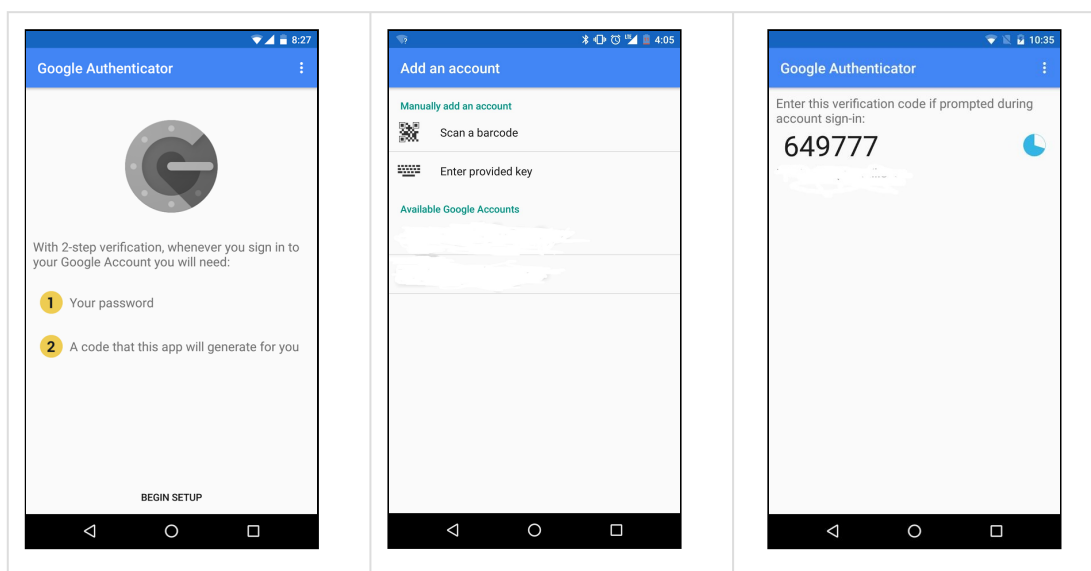 8:27
Google Authenticator
With 2-step verification, whenever you sign in to
your Google Account you will need:
1 Your password
2 A code that this app will generate for you
BEGIN SETUP
4:05
Add an account
Manually add an account
Scan a barcode
Enter provided key
Available Google Accounts
10:35
Google Authenticator
Enter this verification code if prompted during
account sign-in:
649777